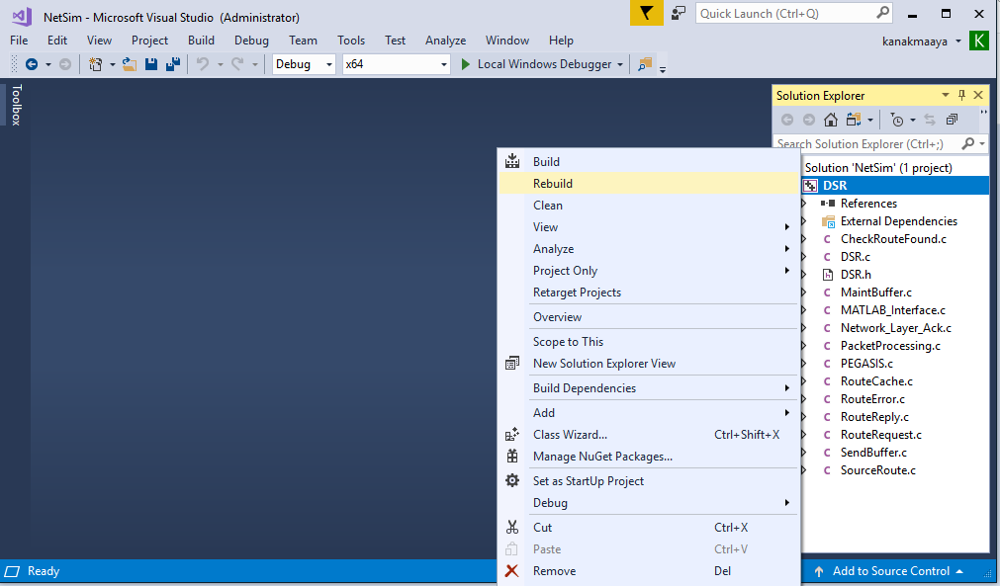 NetSim - Microsoft Visual Studio (Administrator)
Quick Launch (Ctrl+Q)
File Edit View Project Build Debug Team Tools Test Analyze Window Help
kanakmaaya K
Debug x64 Local Windows Debugger
Toolbox
Solution Explorer
Search Solution Explorer (Ctrl+;)
Solution 'NetSim' (1 project)
DSR
References
External Dependencies
CheckRouteFound.c
DSR.c
DSR.h
MaintBuffer.c
MATLAB_Interface.c
Network_Layer_Ack.c
PacketProcessing.c
PEGASIS.c
RouteCache.c
RouteError.c
RouteReply.c
RouteRequest.c
SendBuffer.c
SourceRoute.c
Build
Rebuild
Clean
View
Analyze
Project Only
Retarget Projects
Overview
Scope to This
New Solution Explorer View
Build Dependencies
Add
Class Wizard... Ctrl+Shift+X
Manage NuGet Packages...
Set as StartUp Project
Debug
Cut Ctrl+X
Paste Ctrl+V
Remove Del
Ready
Add to Source Control